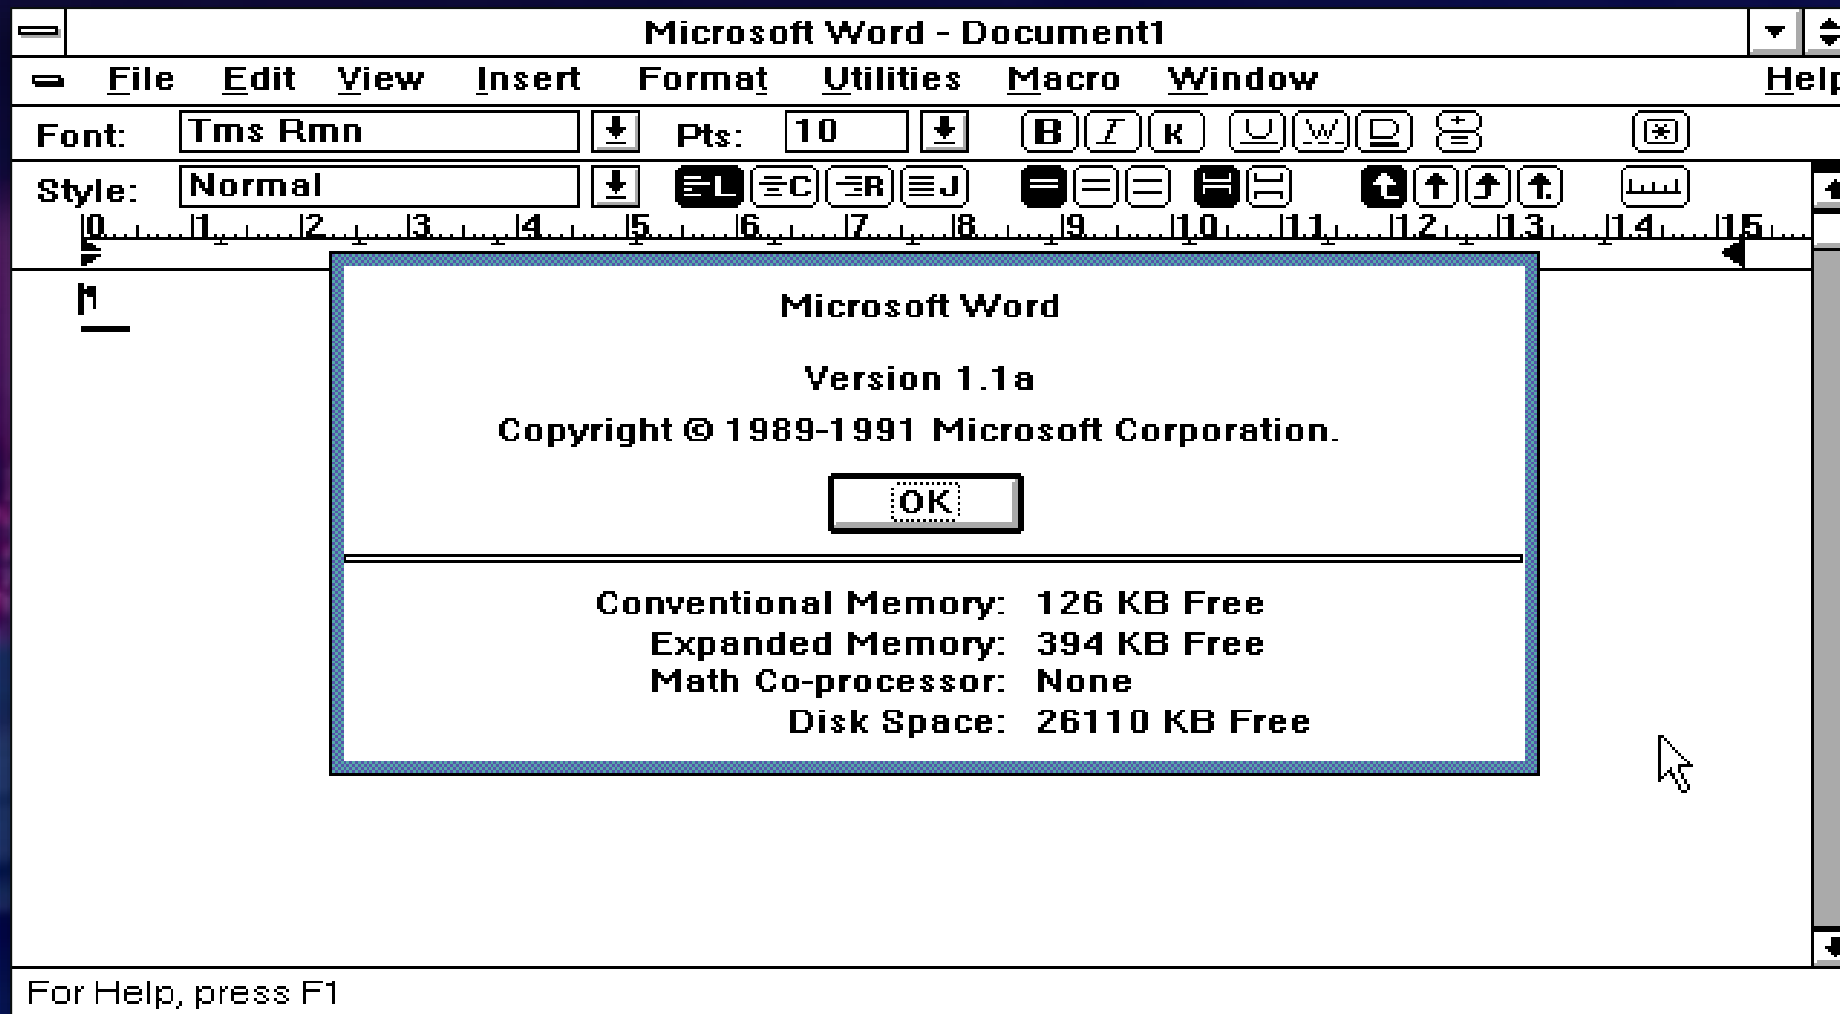 Microsoft Word - Document1
File Edit View Insert Format Utilities Macro Window Help
Font: Tms Rmn Pts: 10 B I K U W D
Style: Normal L C R J
0 1 2 3 4 5 6 7 8 9 10 11 12 13 14 15
Microsoft Word
Version 1.1a
Copyright © 1989-1991 Microsoft Corporation.
OK
Conventional Memory: 126 KB Free
Expanded Memory: 394 KB Free
Math Co-processor: None
Disk Space: 26110 KB Free
For Help, press F1